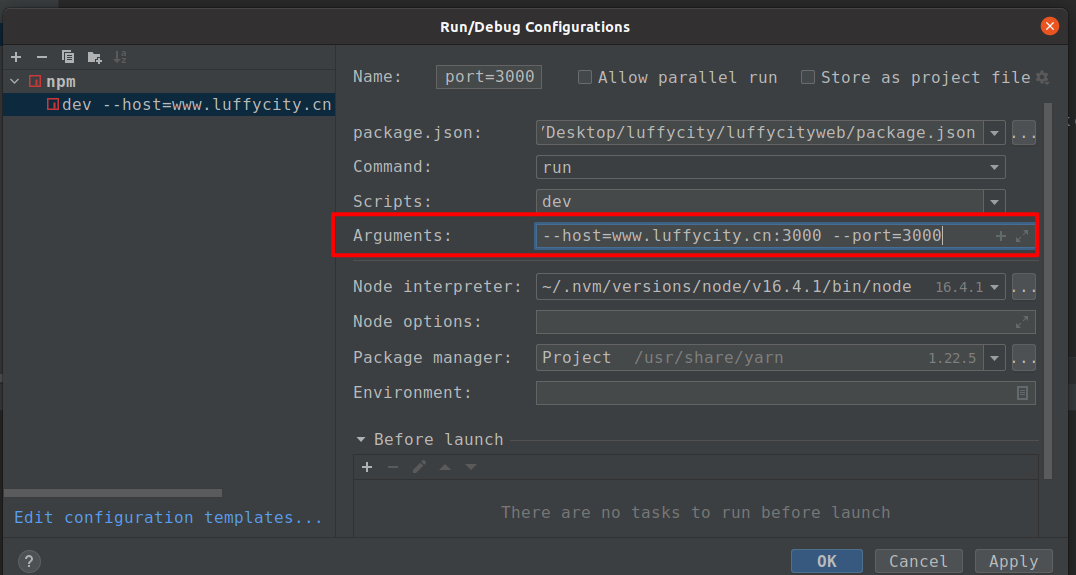 Run/Debug Configurations
npm
dev --host=www.luffycity.cn
Name: port=3000 Allow parallel run Store as project file
package.json: /Desktop/luffycity/luffycityweb/package.json ...
Command: run
Scripts: dev
Arguments: --host=www.luffycity.cn:3000 --port=3000
Node interpreter: ~/.nvm/versions/node/v16.4.1/bin/node 16.4.1 ...
Node options:
Package manager: Project /usr/share/yarn 1.22.5 ...
Environment:
Before launch
There are no tasks to run before launch
Edit configuration templates...
? OK Cancel Apply